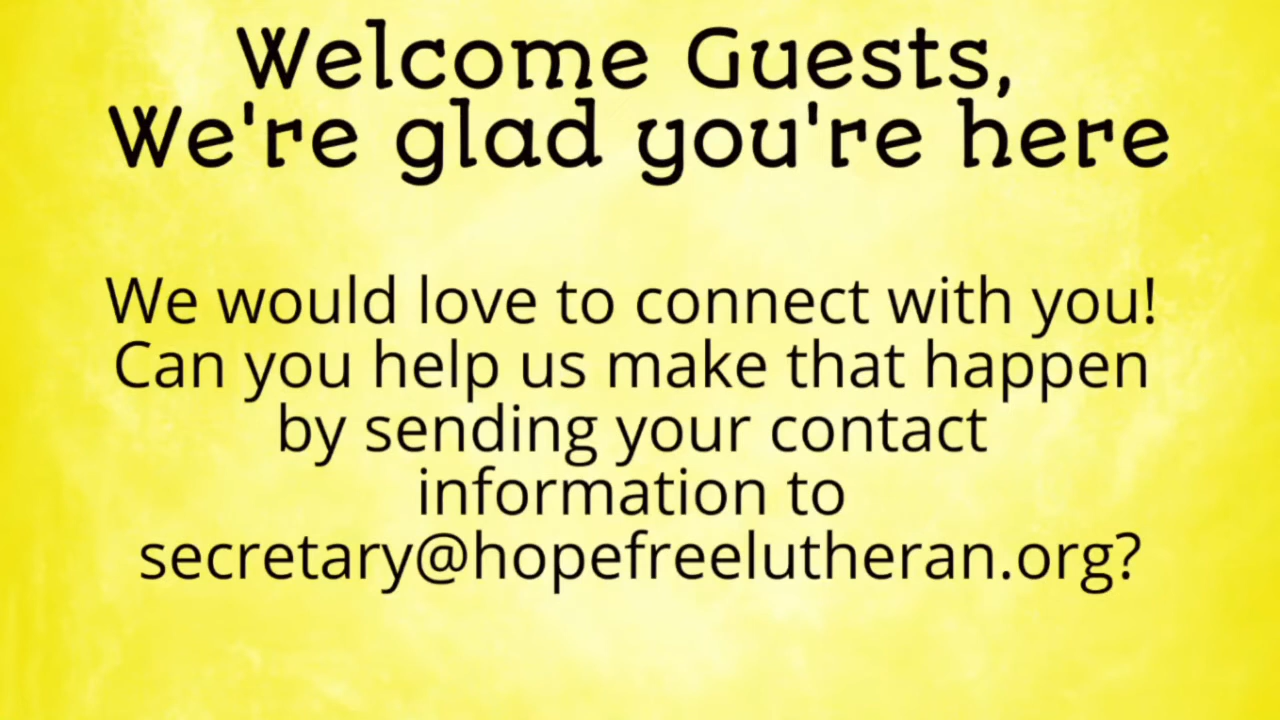 Welcome Guests,
We're glad you're here
We would love to connect with you!
Can you help us make that happen
by sending your contact
information to
secretary@hopefreelutheran.org?